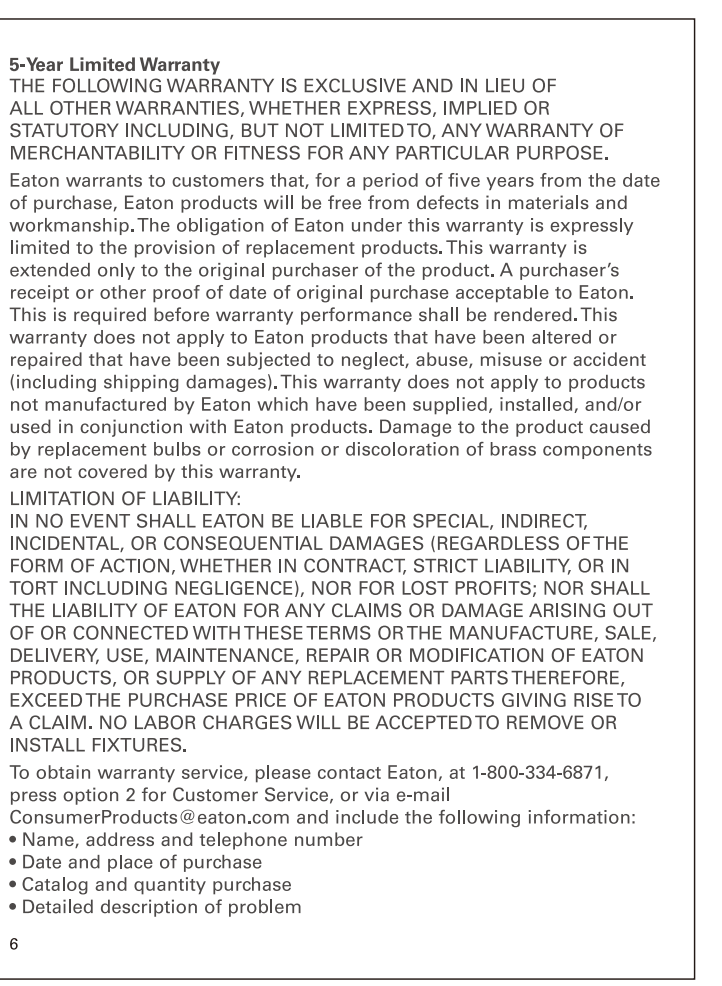 5-Year Limited Warranty
THE FOLLOWING WARRANTY IS EXCLUSIVE AND IN LIEU OF
ALL OTHER WARRANTIES, WHETHER EXPRESS, IMPLIED OR
STATUTORY INCLUDING, BUT NOT LIMITED TO, ANY WARRANTY OF
MERCHANTABILITY OR FITNESS FOR ANY PARTICULAR PURPOSE.
Eaton warrants to customers that, for a period of five years from the date
of purchase, Eaton products will be free from defects in materials and
workmanship. The obligation of Eaton under this warranty is expressly
limited to the provision of replacement products. This warranty is
extended only to the original purchaser of the product. A purchaser's
receipt or other proof of date of original purchase acceptable to Eaton.
This is required before warranty performance shall be rendered. This
warranty does not apply to Eaton products that have been altered or
repaired that have been subjected to neglect, abuse, misuse or accident
(including shipping damages). This warranty does not apply to products
not manufactured by Eaton which have been supplied, installed, and/or
used in conjunction with Eaton products. Damage to the product caused
by replacement bulbs or corrosion or discoloration of brass components
are not covered by this warranty.
LIMITATION OF LIABILITY:
IN NO EVENT SHALL EATON BE LIABLE FOR SPECIAL, INDIRECT,
INCIDENTAL, OR CONSEQUENTIAL DAMAGES (REGARDLESS OF THE
FORM OF ACTION, WHETHER IN CONTRACT, STRICT LIABILITY, OR IN
TORT INCLUDING NEGLIGENCE), NOR FOR LOST PROFITS; NOR SHALL
THE LIABILITY OF EATON FOR ANY CLAIMS OR DAMAGE ARISING OUT
OF OR CONNECTED WITH THESE TERMS OR THE MANUFACTURE, SALE,
DELIVERY, USE, MAINTENANCE, REPAIR OR MODIFICATION OF EATON
PRODUCTS, OR SUPPLY OF ANY REPLACEMENT PARTS THEREFORE,
EXCEED THE PURCHASE PRICE OF EATON PRODUCTS GIVING RISE TO
A CLAIM. NO LABOR CHARGES WILL BE ACCEPTED TO REMOVE OR
INSTALL FIXTURES.
To obtain warranty service, please contact Eaton, at 1-800-334-6871,
press option 2 for Customer Service, or via e-mail
ConsumerProducts@eaton.com and include the following information:
• Name, address and telephone number
• Date and place of purchase
• Catalog and quantity purchase
• Detailed description of problem
6